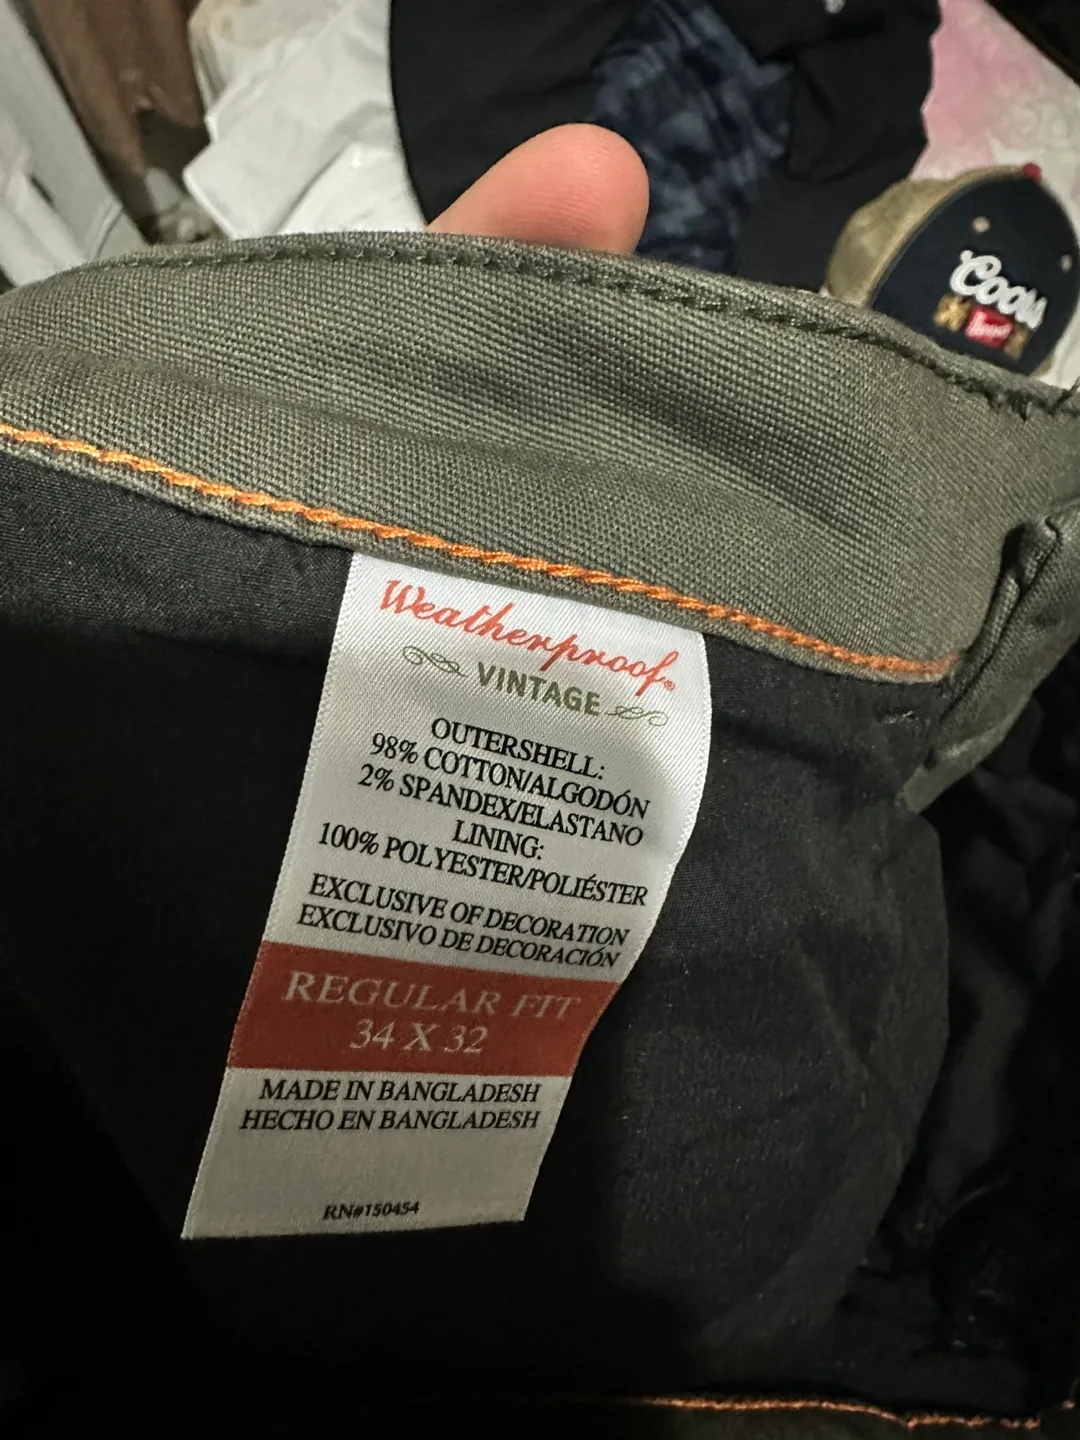 Coors
Banquet
Weatherproof®
VINTAGE
OUTERSHELL:
98% COTTON/ALGODÓN
2% SPANDEX/ELASTANO
LINING:
100% POLYESTER/POLIÉSTER
EXCLUSIVE OF DECORATION
EXCLUSIVO DE DECORACIÓN
REGULAR FIT
34 X 32
MADE IN BANGLADESH
HECHO EN BANGLADESH
RN#150454